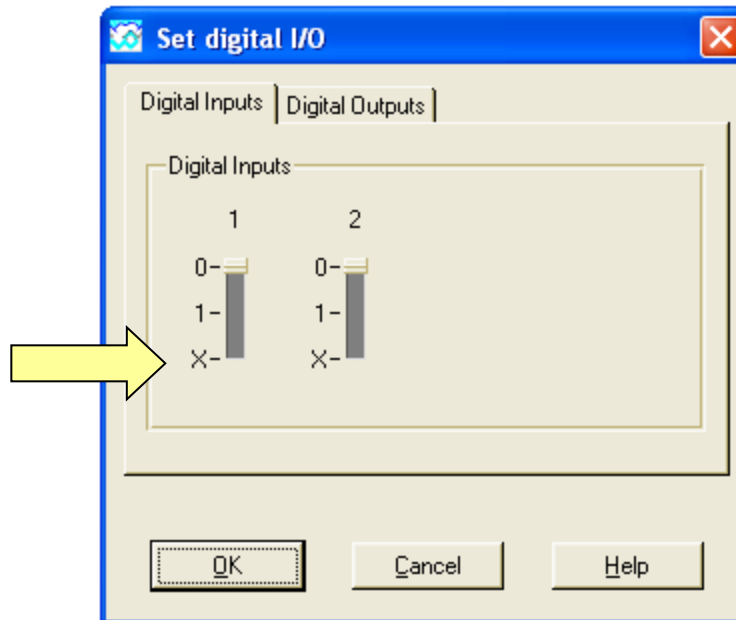 Set digital I/O
Digital Inputs Digital Outputs
Digital Inputs
1 2
0- 0-
1- 1-
X- X-
OK Cancel Help